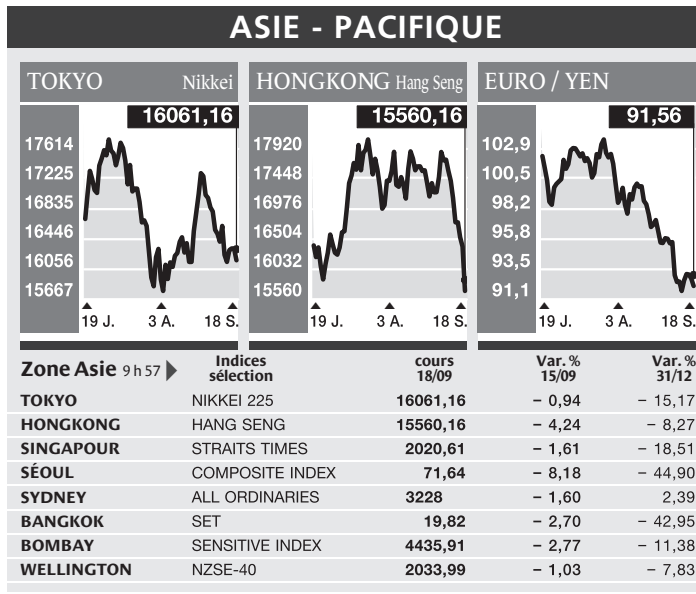 ASIE - PACIFIQUE
TOKYO Nikkei
16061,16
17614
17225
16835
16446
16056
15667
19 J. 3 A. 18 S.
HONGKONG Hang Seng
15560,16
17920
17448
16976
16504
16032
15560
19 J. 3 A. 18 S.
EURO / YEN
91,56
102,9
100,5
98,2
95,8
93,5
91,1
19 J. 3 A. 18 S.
Zone Asie 9 h 57 Indices sélection cours 18/09 Var. % 15/09 Var. % 31/12
TOKYO NIKKEI 225 16061,16 – 0,94 – 15,17
HONGKONG HANG SENG 15560,16 – 4,24 – 8,27
SINGAPOUR STRAITS TIMES 2020,61 – 1,61 – 18,51
SÉOUL COMPOSITE INDEX 71,64 – 8,18 – 44,90
SYDNEY ALL ORDINARIES 3228 – 1,60 2,39
BANGKOK SET 19,82 – 2,70 – 42,95
BOMBAY SENSITIVE INDEX 4435,91 – 2,77 – 11,38
WELLINGTON NZSE-40 2033,99 – 1,03 – 7,83